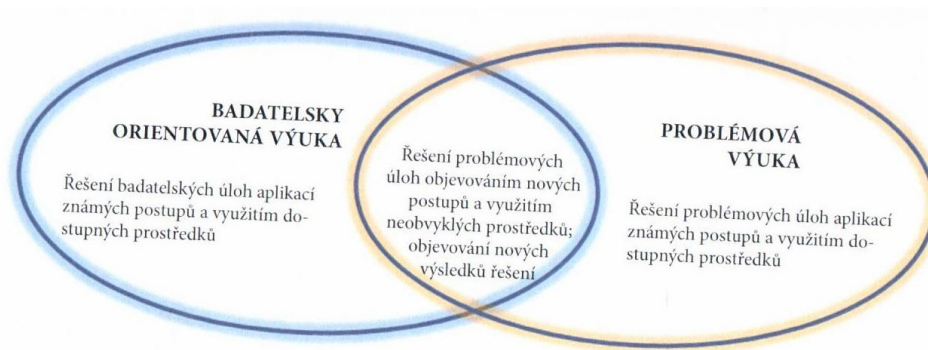 BADATELSKY
ORIENTOVANÁ VÝUKA
Řešení badatelských úloh aplikací
známých postupů a využitím do-
stupných prostředků
Řešení problémových
úloh objevováním nových
postupů a využitím
neobvyklých prostředků;
objevování nových
výsledků řešení
PROBLÉMOVÁ
VÝUKA
Řešení problémových úloh aplikací
známých postupů a využitím do-
stupných prostředků